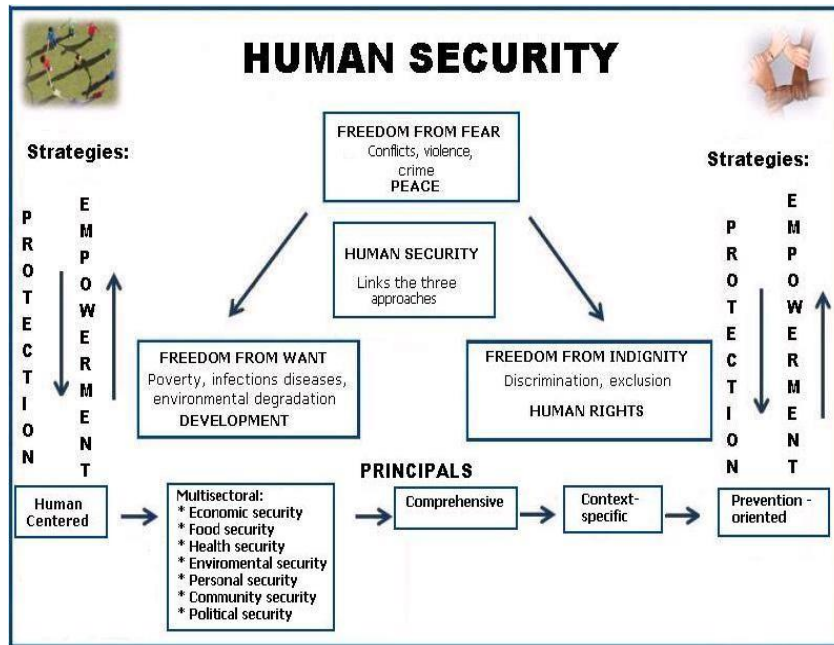 HUMAN SECURITY
Strategies:
PROTECTION
EMPOWERMENT
FREEDOM FROM FEAR
Conflicts, violence,
crime
PEACE
HUMAN SECURITY
Links the three
approaches
Strategies:
PROTECTION
EMPOWERMENT
FREEDOM FROM WANT
Poverty, infections diseases,
environmental degradation
DEVELOPMENT
FREEDOM FROM INDIGNITY
Discrimination, exclusion
HUMAN RIGHTS
PRINCIPALS
Human
Centered
Multisectoral:
* Economic security
* Food security
* Health security
* Enviromental security
* Personal security
* Community security
* Political security
Comprehensive
Context-
specific
Prevention -
oriented